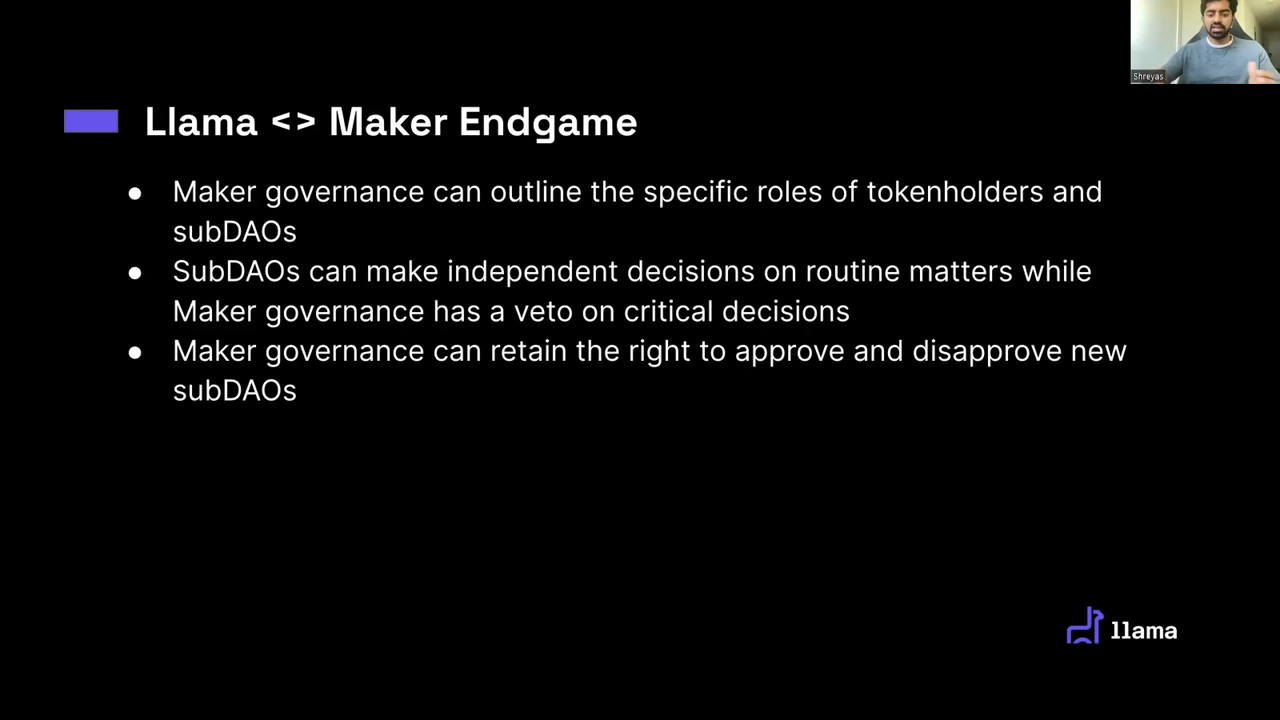 Shreyas
Llama <> Maker Endgame
● Maker governance can outline the specific roles of tokenholders and
subDAOs
● SubDAOs can make independent decisions on routine matters while
Maker governance has a veto on critical decisions
● Maker governance can retain the right to approve and disapprove new
subDAOs
llama